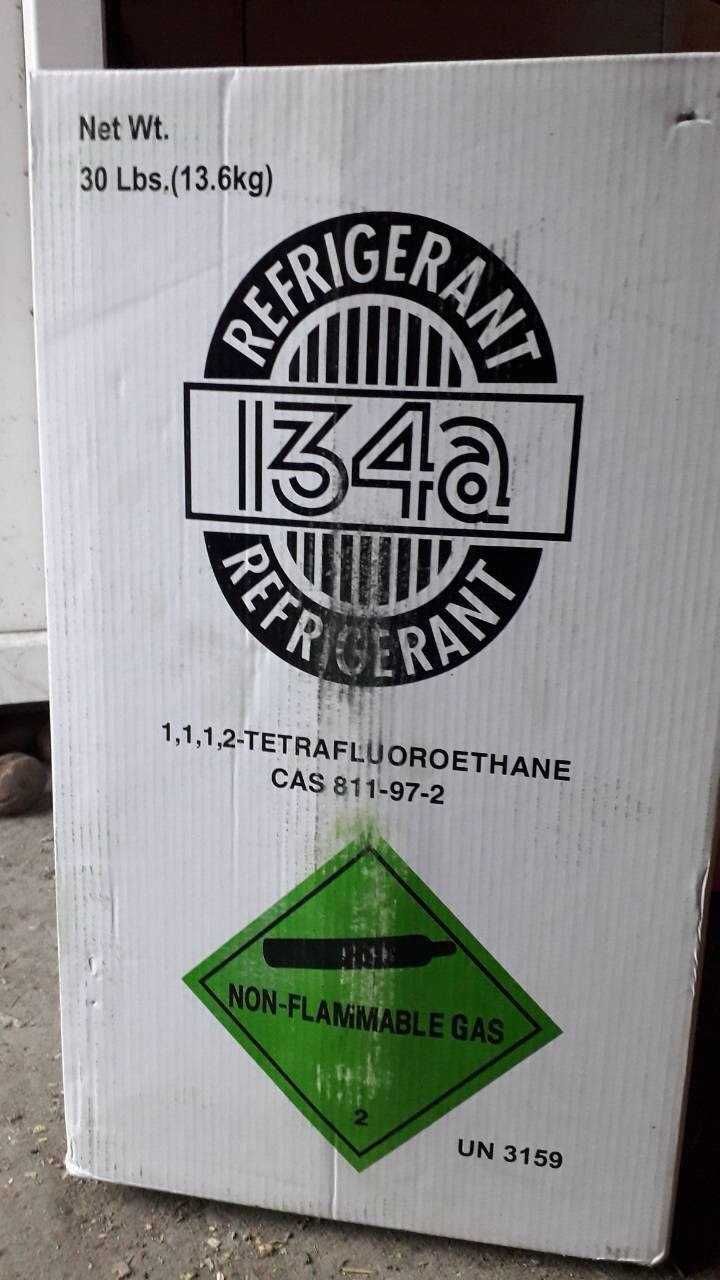 Net Wt.
30 Lbs.(13.6kg)
REFRIGERANT
134a
REFRIGERANT
1,1,1,2-TETRAFLUOROETHANE
CAS 811-97-2
NON-FLAMMABLE GAS
2
UN 3159